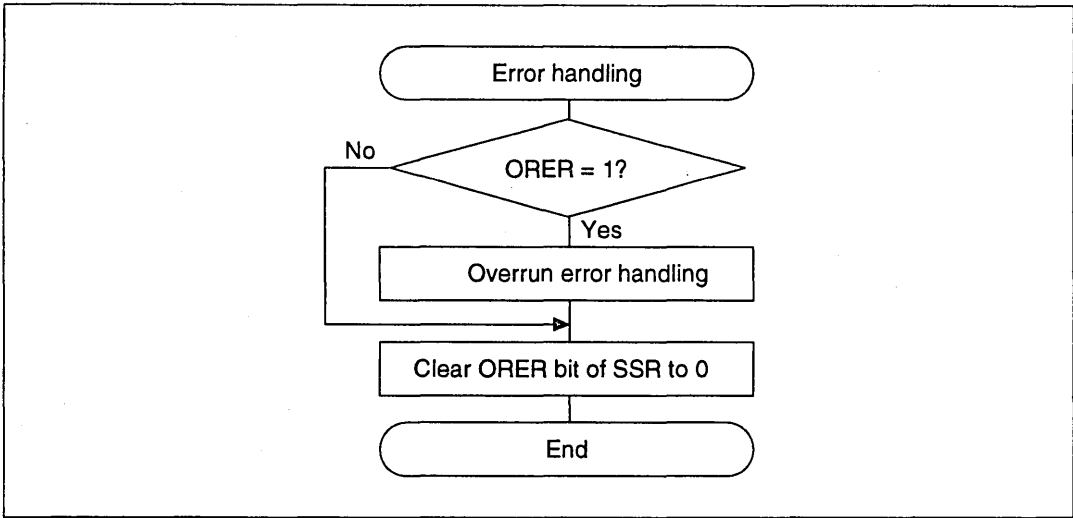 Error handling
No
ORER = 1?
Yes
Overrun error handling
Clear ORER bit of SSR to 0
End